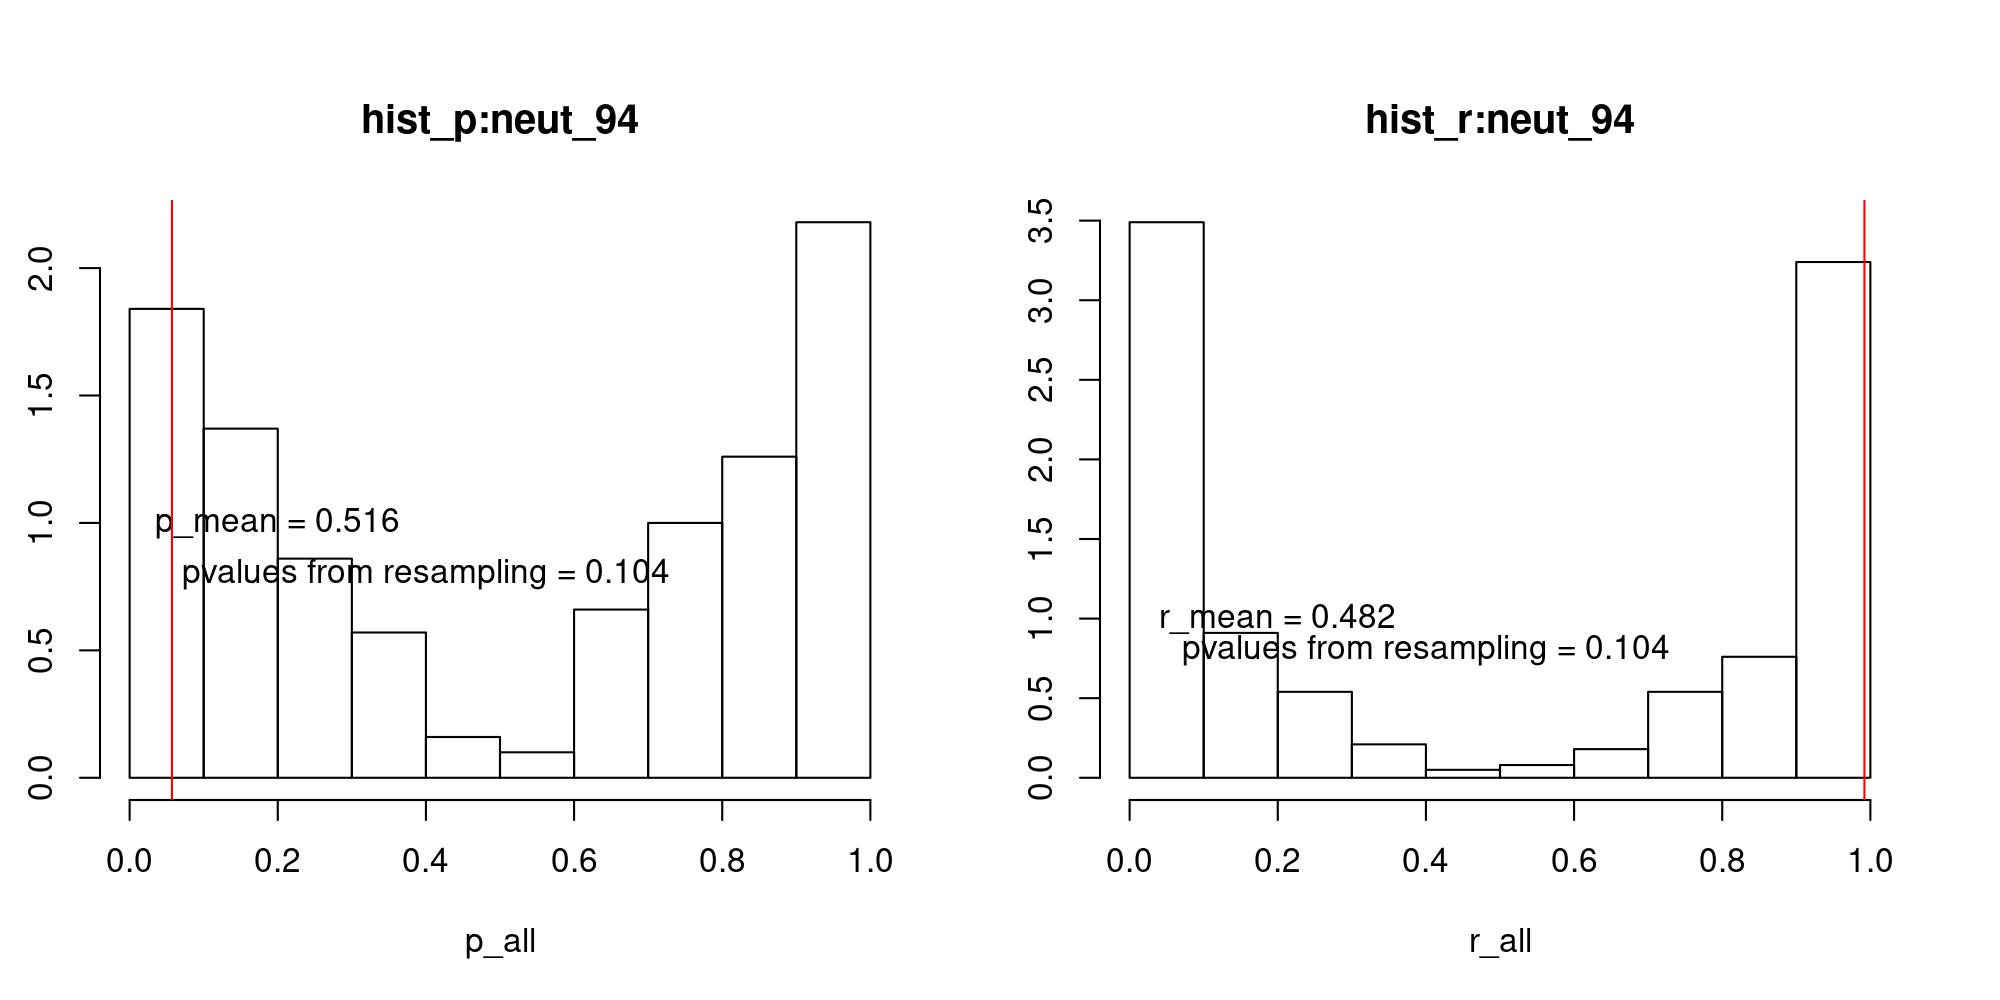 hist_p:neut_94
2.0
1.5
1.0
0.5
0.0
p_mean = 0.516
pvalues from resampling = 0.104
0.0 0.2 0.4 0.6 0.8 1.0
p_all
hist_r:neut_94
3.5
3.0
2.5
2.0
1.5
1.0
0.5
0.0
r_mean = 0.482
pvalues from resampling = 0.104
0.0 0.2 0.4 0.6 0.8 1.0
r_all